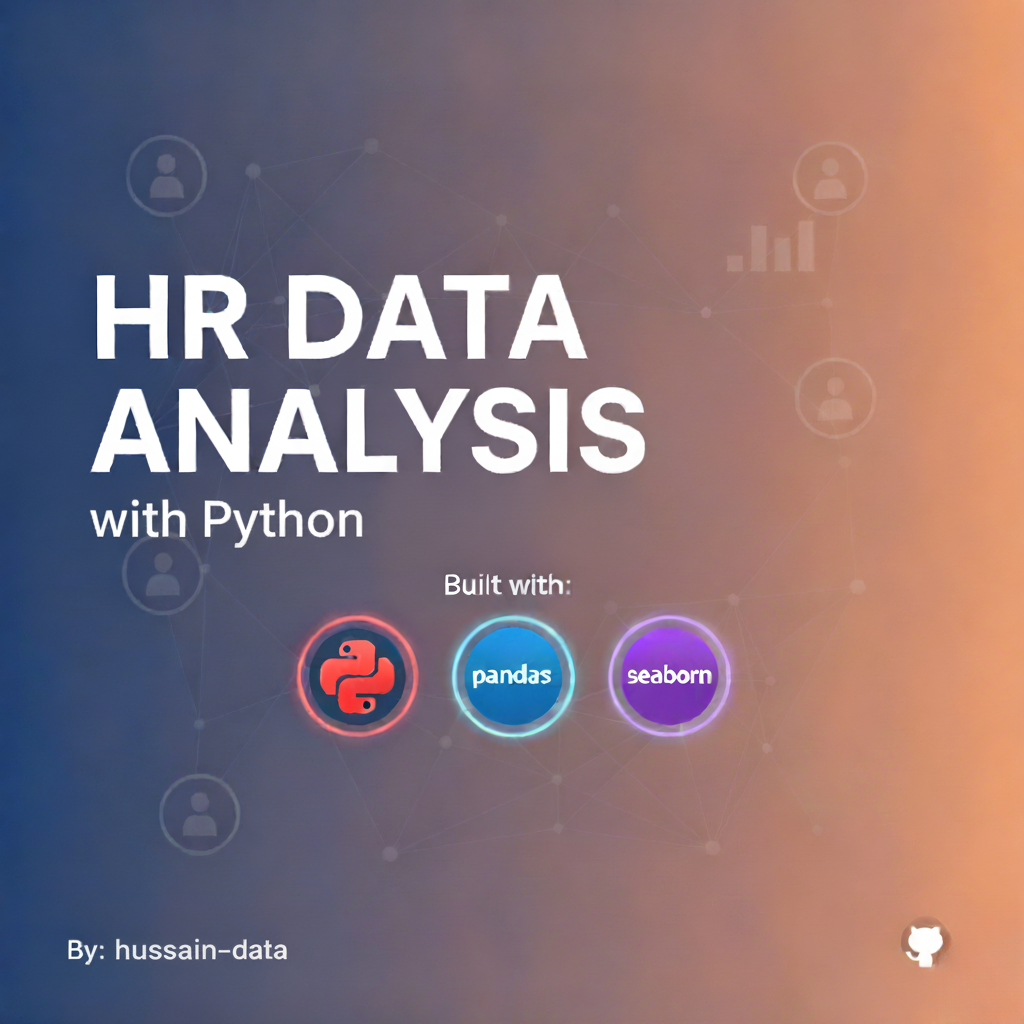 HR DATA
ANALYSIS
with Python
Built with:
pandas
seaborn
By: hussain-data